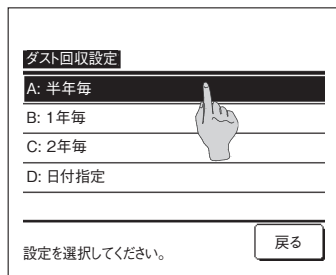 ダスト回収設定
A: 半年毎
B: 1年毎
C: 2年毎
D: 日付指定
設定を選択してください。
戻る